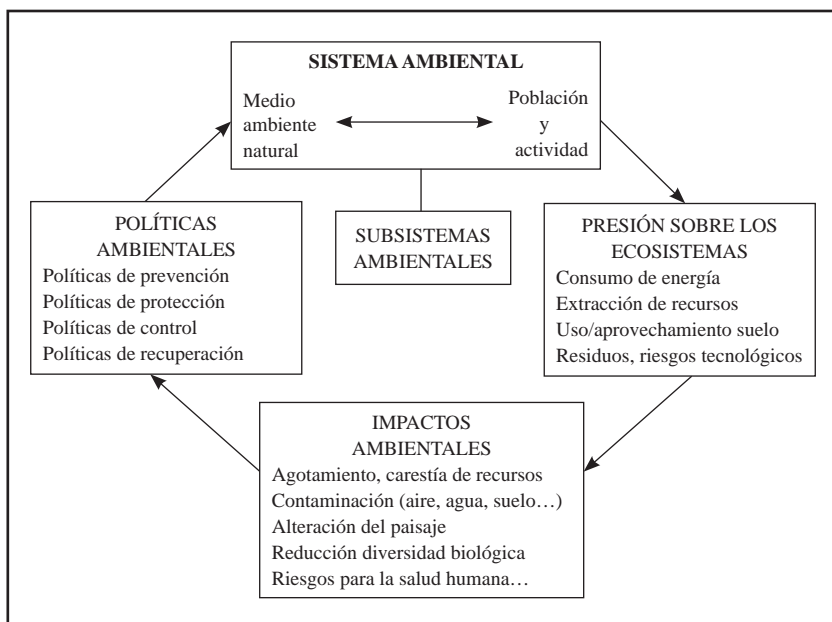 SISTEMA AMBIENTAL
Medio
ambiente
natural
Población
y
actividad
POLÍTICAS
AMBIENTALES
Políticas de prevención
Políticas de protección
Políticas de control
Políticas de recuperación
SUBSISTEMAS
AMBIENTALES
PRESIÓN SOBRE LOS
ECOSISTEMAS
Consumo de energía
Extracción de recursos
Uso/aprovechamiento suelo
Residuos, riesgos tecnológicos
IMPACTOS
AMBIENTALES
Agotamiento, carestía de recursos
Contaminación (aire, agua, suelo…)
Alteración del paisaje
Reducción diversidad biológica
Riesgos para la salud humana…